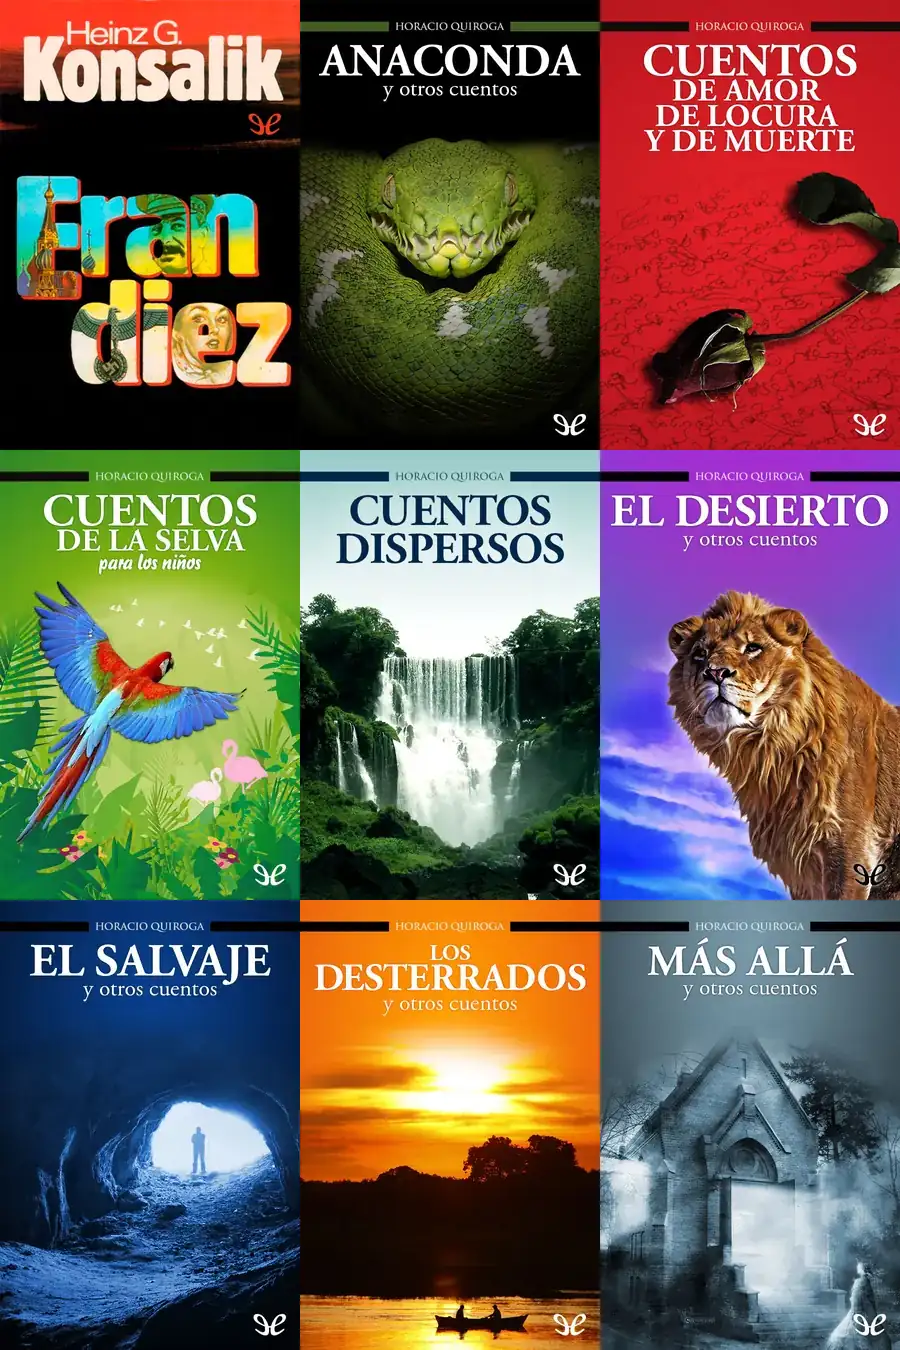 Heinz G.
Konsalik
Eran
diez
HORACIO QUIROGA
ANACONDA
y otros cuentos
HORACIO QUIROGA
CUENTOS
DE AMOR
DE LOCURA
Y DE MUERTE
HORACIO QUIROGA
CUENTOS
DE LA SELVA
para los niños
HORACIO QUIROGA
CUENTOS
DISPERSOS
HORACIO QUIROGA
EL DESIERTO
y otros cuentos
HORACIO QUIROGA
EL SALVAJE
y otros cuentos
HORACIO QUIROGA
LOS
DESTERRADOS
y otros cuentos
HORACIO QUIROGA
MÁS ALLÁ
y otros cuentos